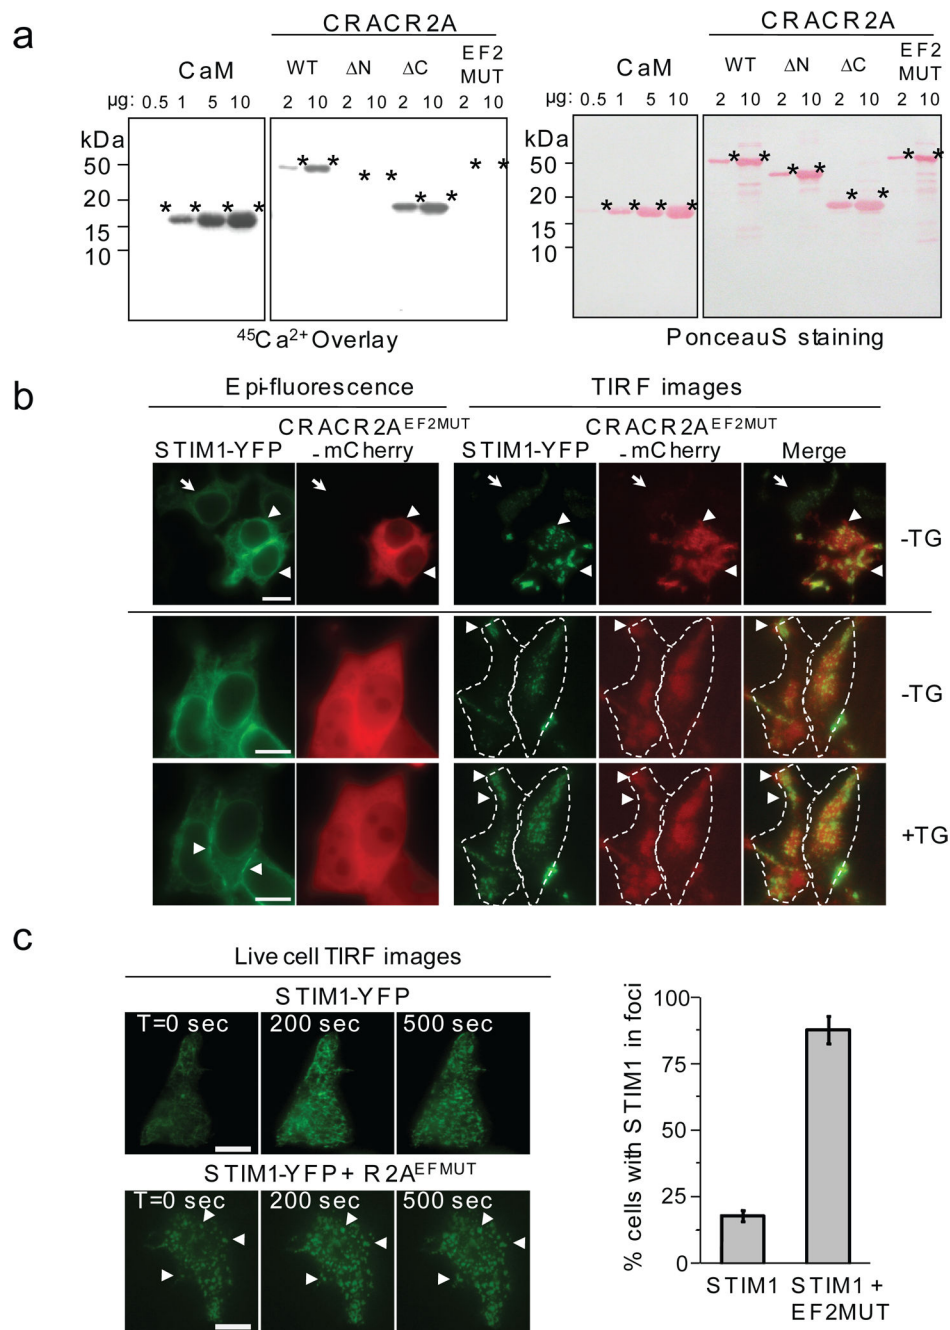 a
CRACR2A
CaM WT ΔN ΔC EF2 MUT
µg: 0.5 1 5 10 2 10 2 10 2 10 2 10
kDa
50
20
15
10
* * * * * * * * * * * *
⁴⁵Ca²⁺ Overlay
CRACR2A
CaM WT ΔN ΔC EF2 MUT
µg: 0.5 1 5 10 2 10 2 10 2 10 2 10
kDa
50
20
15
10
* * * * * * * * * * *
PonceauS staining
b
Epi-fluorescence TIRF images
CRACR2A^EF2MUT CRACR2A^EF2MUT
STIM1-YFP -mCherry STIM1-YFP -mCherry Merge
-TG
-TG
+TG
c
Live cell TIRF images
STIM1-YFP
T=0 sec 200 sec 500 sec
STIM1-YFP + R2A^EFMUT
T=0 sec 200 sec 500 sec
% cells with STIM1 in foci
100
75
50
25
0
STIM1 STIM1 +
EF2MUT